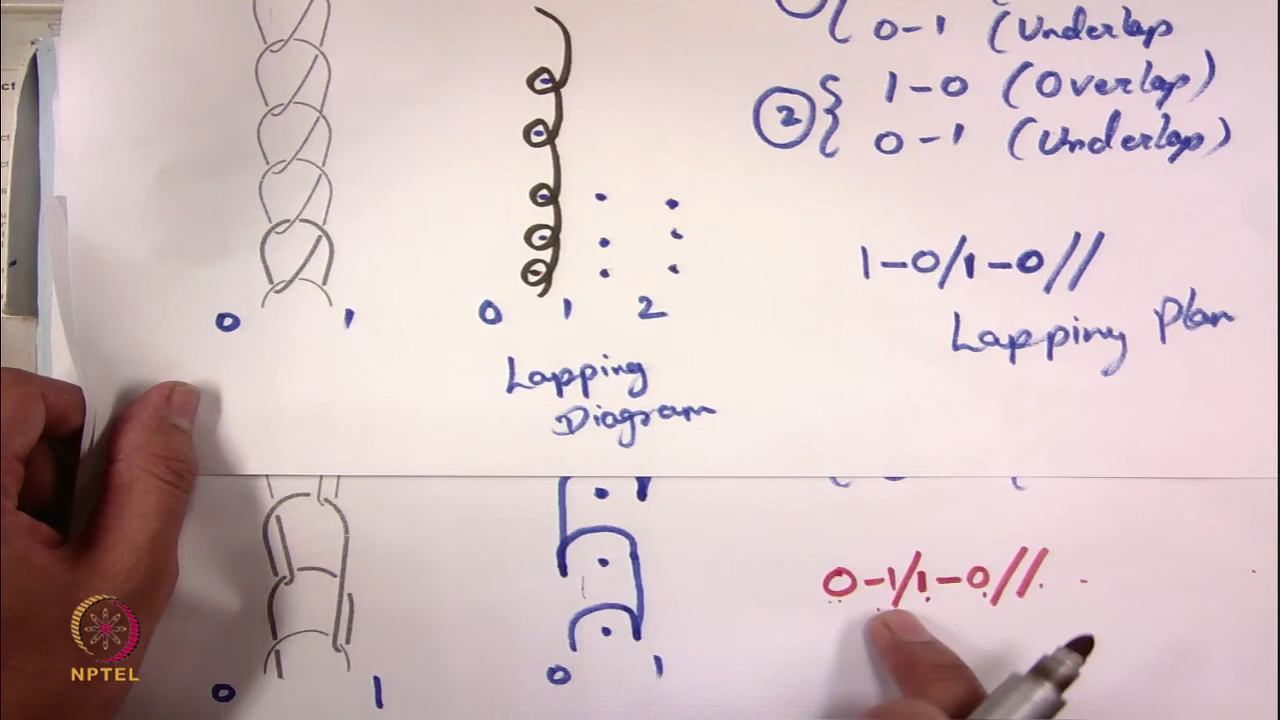 0-1 (Underlap
2 { 1-0 (Overlap)
0-1 (Underlap)
1-0/1-0//
Lapping Plan
0 1
0 1 2
Lapping
Diagram
0-1/1-0//
0 1
0 1
NPTEL